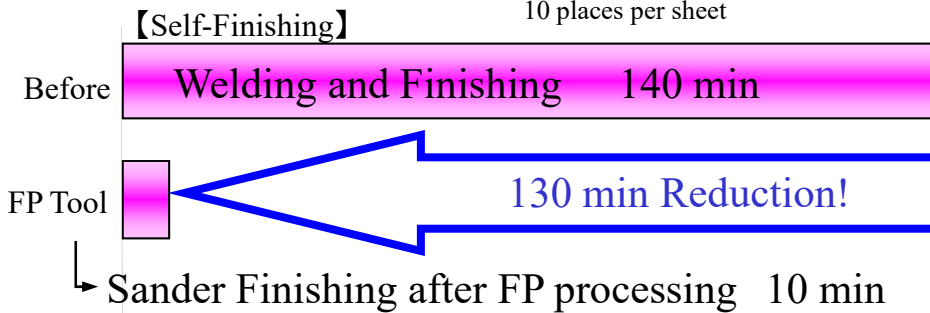 【Self-Finishing】
10 places per sheet
Before
Welding and Finishing 140 min
FP Tool
130 min Reduction!
Sander Finishing after FP processing 10 min